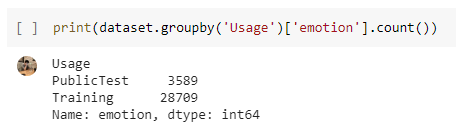 [ ] print(dataset.groupby('Usage')['emotion'].count())
Usage
PublicTest     3589
Training      28709
Name: emotion, dtype: int64